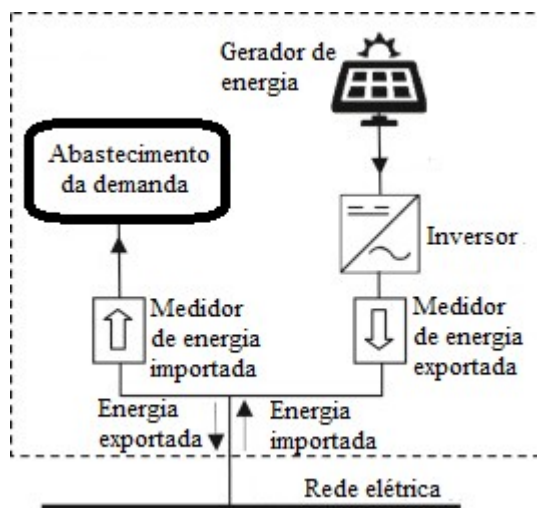 Gerador de
energia
Abastecimento
da demanda
Inversor
Medidor
de energia
importada
Medidor
de energia
exportada
Energia
exportada
Energia
importada
Rede elétrica